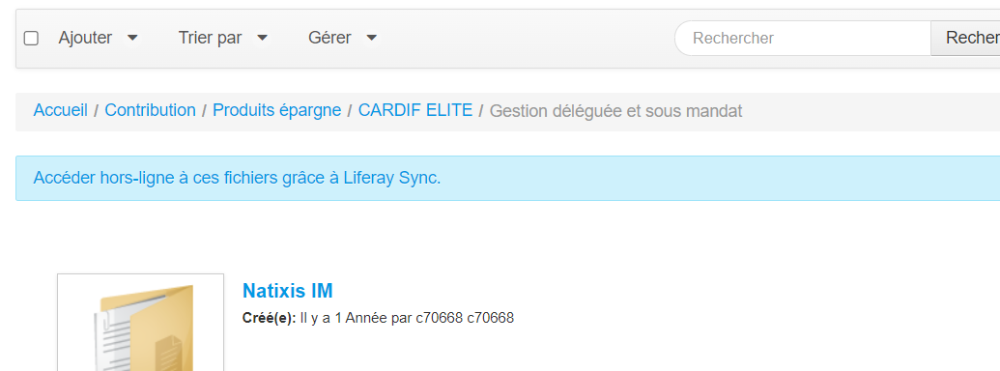 Ajouter Trier par Gérer Rechercher Recher
Accueil / Contribution / Produits épargne / CARDIF ELITE / Gestion déléguée et sous mandat
Accéder hors-ligne à ces fichiers grâce à Liferay Sync.
Natixis IM
Créé(e): Il y a 1 Année par c70668 c70668